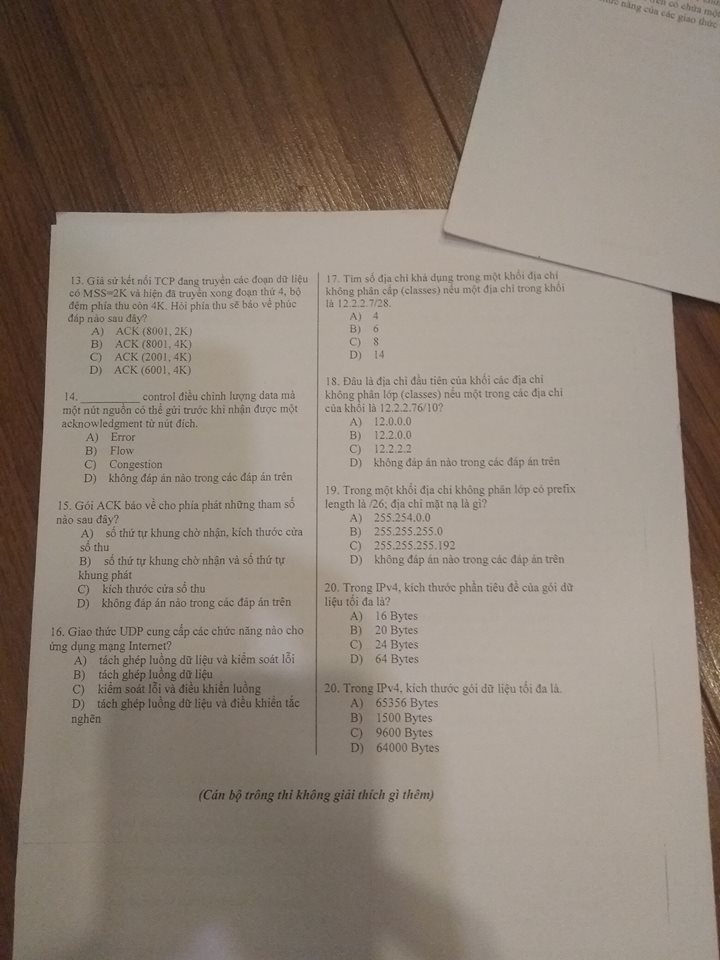 có chứa một
năng của các giao thức
13. Giả sử kết nối TCP đang truyền các đoạn dữ liệu
có MSS=2K và hiện đã truyền xong đoạn thứ 4, bộ
đệm phía thu còn 4K. Hỏi phía thu sẽ báo về phúc
đáp nào sau đây?
A) ACK (8001, 2K)
B) ACK (8001, 4K)
C) ACK (2001, 4K)
D) ACK (6001, 4K)
14. __________ control điều chỉnh lượng data mà
một nút nguồn có thể gửi trước khi nhận được một
acknowledgment từ nút đích.
A) Error
B) Flow
C) Congestion
D) không đáp án nào trong các đáp án trên
15. Gói ACK báo về cho phía phát những tham số
nào sau đây?
A) số thứ tự khung chờ nhận, kích thước cửa
sổ thu
B) số thứ tự khung chờ nhận và số thứ tự
khung phát
C) kích thước cửa sổ thu
D) không đáp án nào trong các đáp án trên
16. Giao thức UDP cung cấp các chức năng nào cho
ứng dụng mạng Internet?
A) tách ghép luồng dữ liệu và kiểm soát lỗi
B) tách ghép luồng dữ liệu
C) kiểm soát lỗi và điều khiển luồng
D) tách ghép luồng dữ liệu và điều khiển tắc
nghẽn
17. Tìm số địa chỉ khả dụng trong một khối địa chỉ
không phân cấp (classes) nếu một địa chỉ trong khối
là 12.2.2.7/28.
A) 4
B) 6
C) 8
D) 14
18. Đâu là địa chỉ đầu tiên của khối các địa chỉ
không phân lớp (classes) nếu một trong các địa chỉ
của khối là 12.2.2.76/10?
A) 12.0.0.0
B) 12.2.0.0
C) 12.2.2.2
D) không đáp án nào trong các đáp án trên
19. Trong một khối địa chỉ không phân lớp có prefix
length là /26; địa chỉ mặt nạ là gì?
A) 255.254.0.0
B) 255.255.255.0
C) 255.255.255.192
D) không đáp án nào trong các đáp án trên
20. Trong IPv4, kích thước phần tiêu đề của gói dữ
liệu tối đa là?
A) 16 Bytes
B) 20 Bytes
C) 24 Bytes
D) 64 Bytes
20. Trong IPv4, kích thước gói dữ liệu tối đa là.
A) 65356 Bytes
B) 1500 Bytes
C) 9600 Bytes
D) 64000 Bytes
(Cán bộ trông thi không giải thích gì thêm)